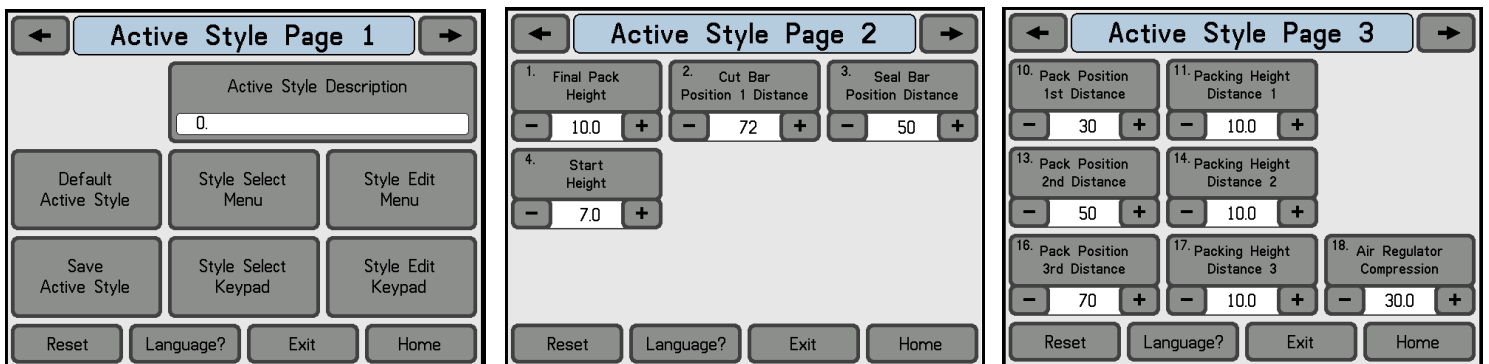 Active Style Page 1
Active Style Description
0.
Default
Active Style
Style Select
Menu
Style Edit
Menu
Save
Active Style
Style Select
Keypad
Style Edit
Keypad
Reset
Language?
Exit
Home
Active Style Page 2
1. Final Pack
Height
- 10.0 +
2. Cut Bar
Position 1 Distance
- 72 +
3. Seal Bar
Position Distance
- 50 +
4. Start
Height
- 7.0 +
Reset
Language?
Exit
Home
Active Style Page 3
10. Pack Position
1st Distance
- 30 +
11. Packing Height
Distance 1
- 10.0 +
13. Pack Position
2nd Distance
- 50 +
14. Packing Height
Distance 2
- 10.0 +
16. Pack Position
3rd Distance
- 70 +
17. Packing Height
Distance 3
- 10.0 +
18. Air Regulator
Compression
- 30.0 +
Reset
Language?
Exit
Home